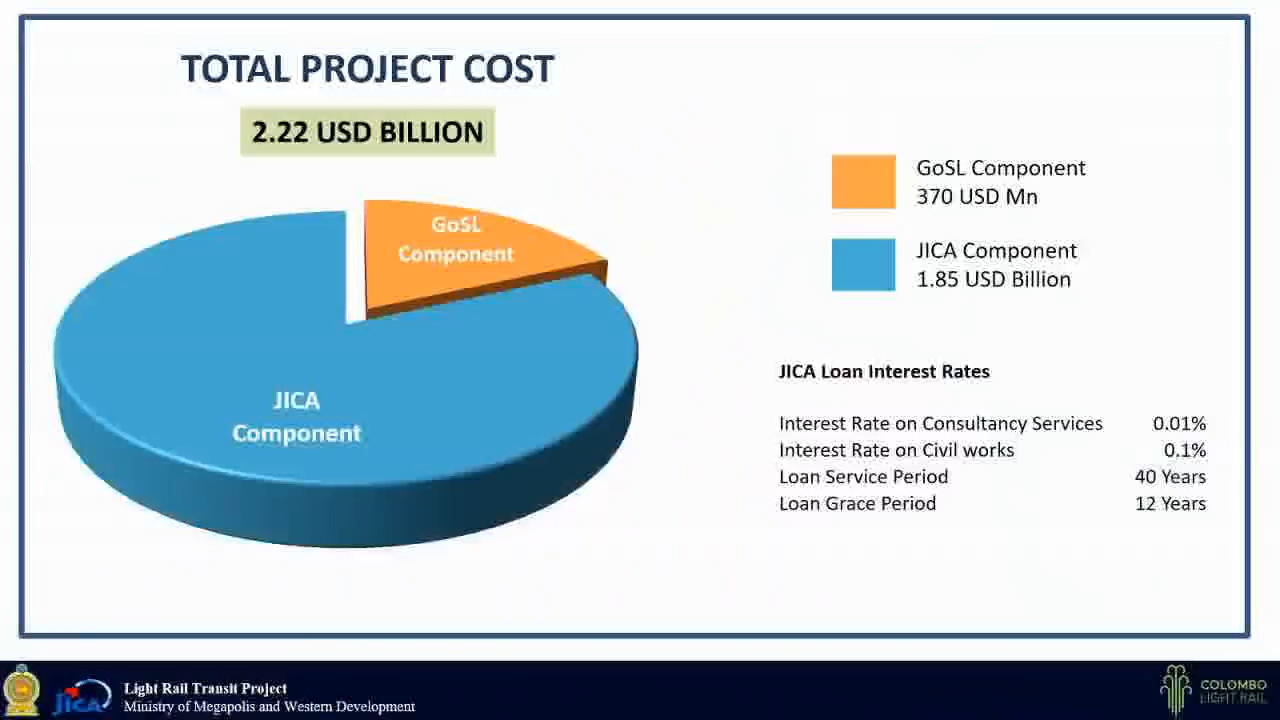 TOTAL PROJECT COST
2.22 USD BILLION
GoSL
Component
JICA
Component
GoSL Component
370 USD Mn
JICA Component
1.85 USD Billion
JICA Loan Interest Rates
Interest Rate on Consultancy Services 0.01%
Interest Rate on Civil works 0.1%
Loan Service Period 40 Years
Loan Grace Period 12 Years
JICA
Light Rail Transit Project
Ministry of Megapolis and Western Development
COLOMBO
LIGHT RAIL